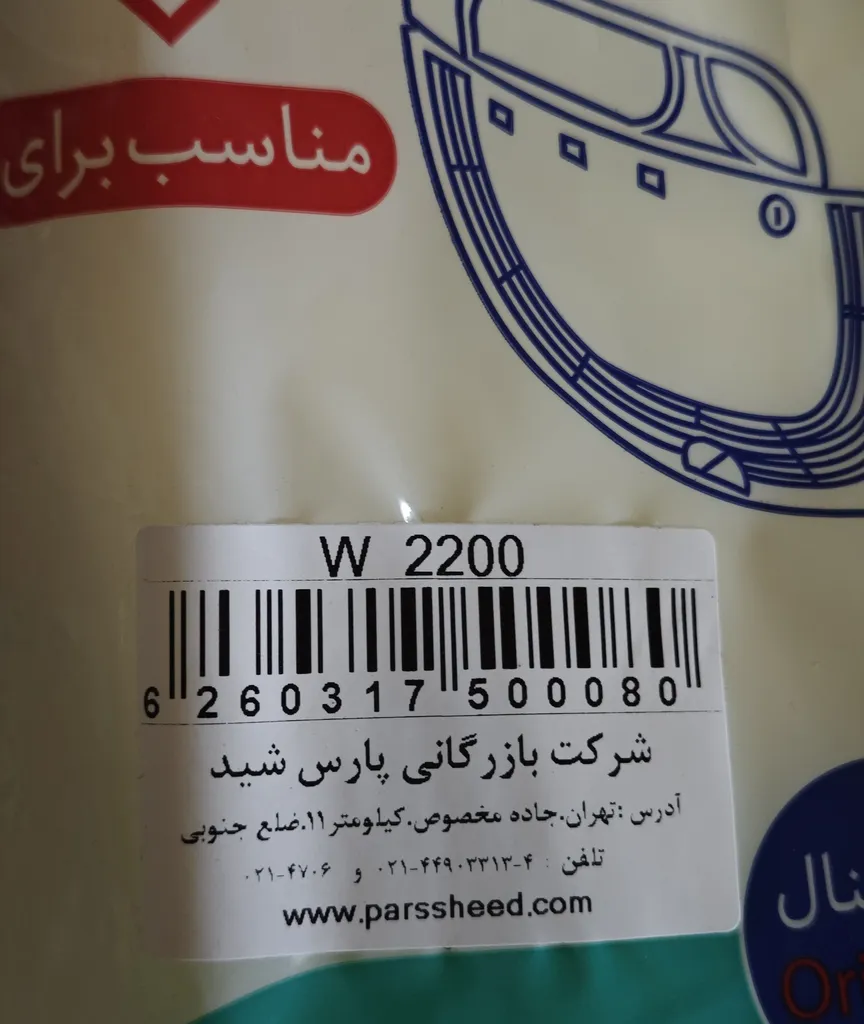 مناسب برای
W 2200
6 260317 500080
شرکت بازرگانی پارس شید
آدرس :تهران.جاده مخصوص.کیلومتر۱۱.ضلع جنوبی
تلفن : ۰۲۱-۴۴۹۰۳۳۱۳-۴ و ۰۲۱-۴۷۰۶
www.parssheed.com